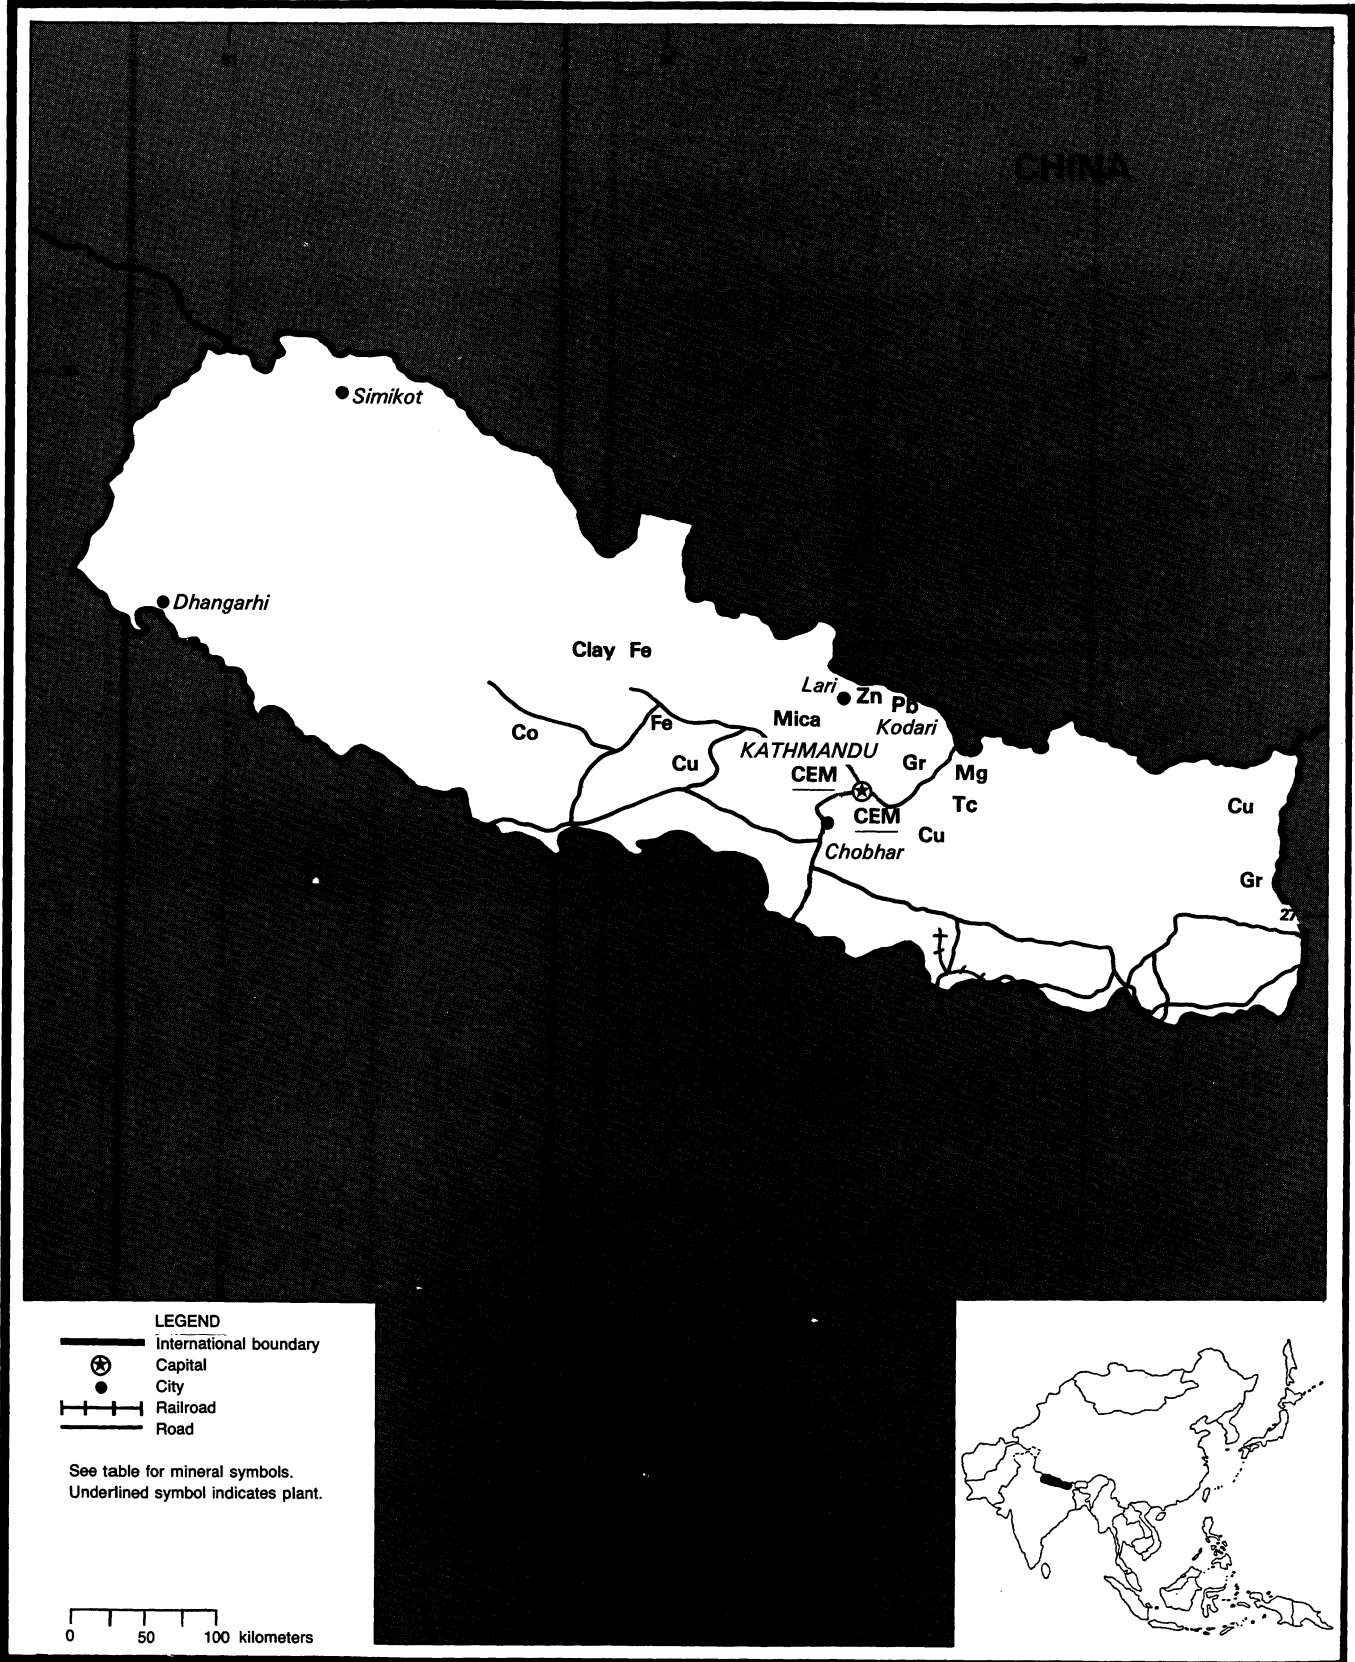 CHINA
Simikot
Dhangarhi
Clay Fe
Lari
Zn
Pb
Mica
Kodari
Fe
Co
KATHMANDU
Cu
CEM
Gr
Mg
Tc
CEM
Cu
Cu
Chobhar
Gr
27
LEGEND
International boundary
Capital
City
Railroad
Road
See table for mineral symbols.
Underlined symbol indicates plant.
0 50 100 kilometers